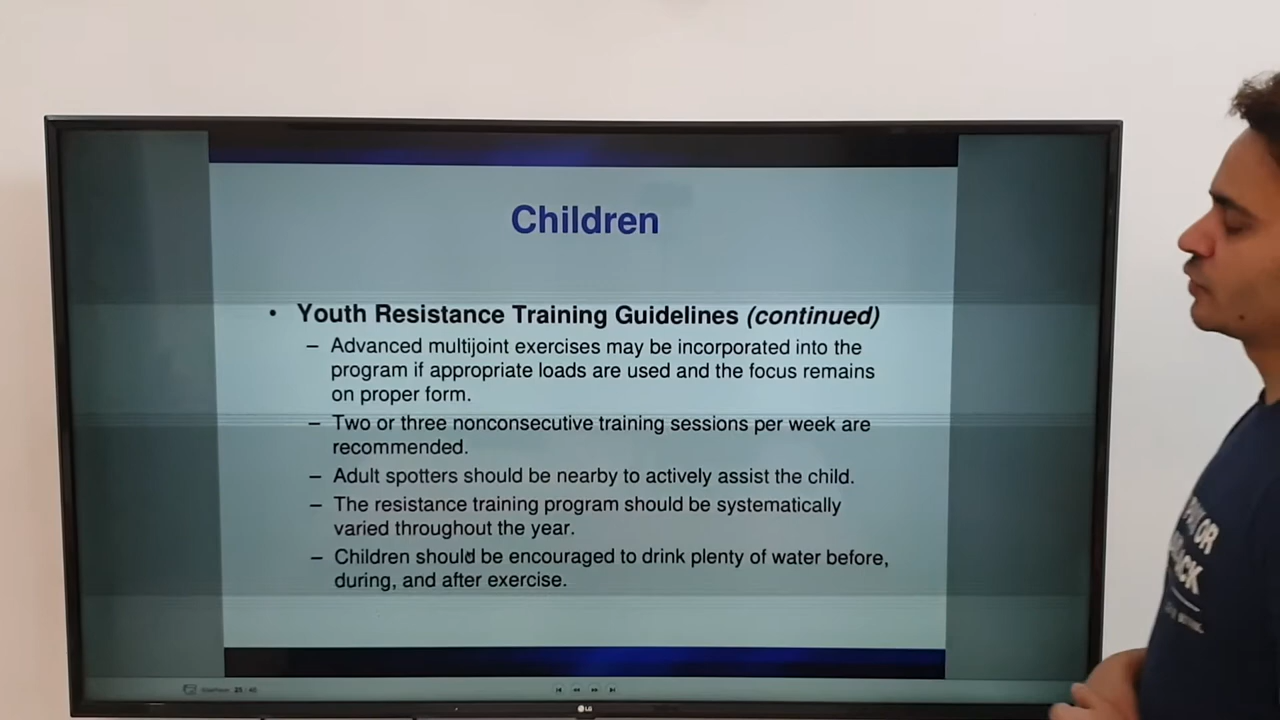 Children
• Youth Resistance Training Guidelines (continued)
– Advanced multijoint exercises may be incorporated into the
program if appropriate loads are used and the focus remains
on proper form.
– Two or three nonconsecutive training sessions per week are
recommended.
– Adult spotters should be nearby to actively assist the child.
– The resistance training program should be systematically
varied throughout the year.
– Children should be encouraged to drink plenty of water before,
during, and after exercise.
LG
OR